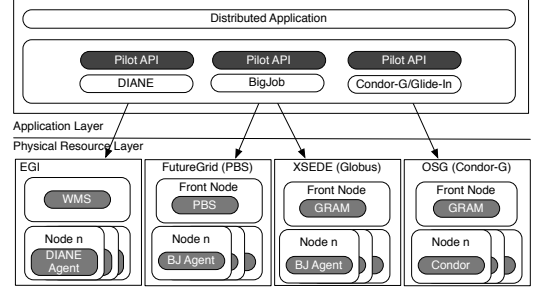 Distributed Application
Pilot API Pilot API Pilot API
DIANE BigJob Condor-G/Glide-In
Application Layer
Physical Resource Layer
EGI FutureGrid (PBS) XSEDE (Globus) OSG (Condor-G)
Front Node Front Node Front Node
WMS PBS GRAM GRAM
Node n Node n Node n Node n
DIANE
Agent BJ Agent BJ Agent Condor